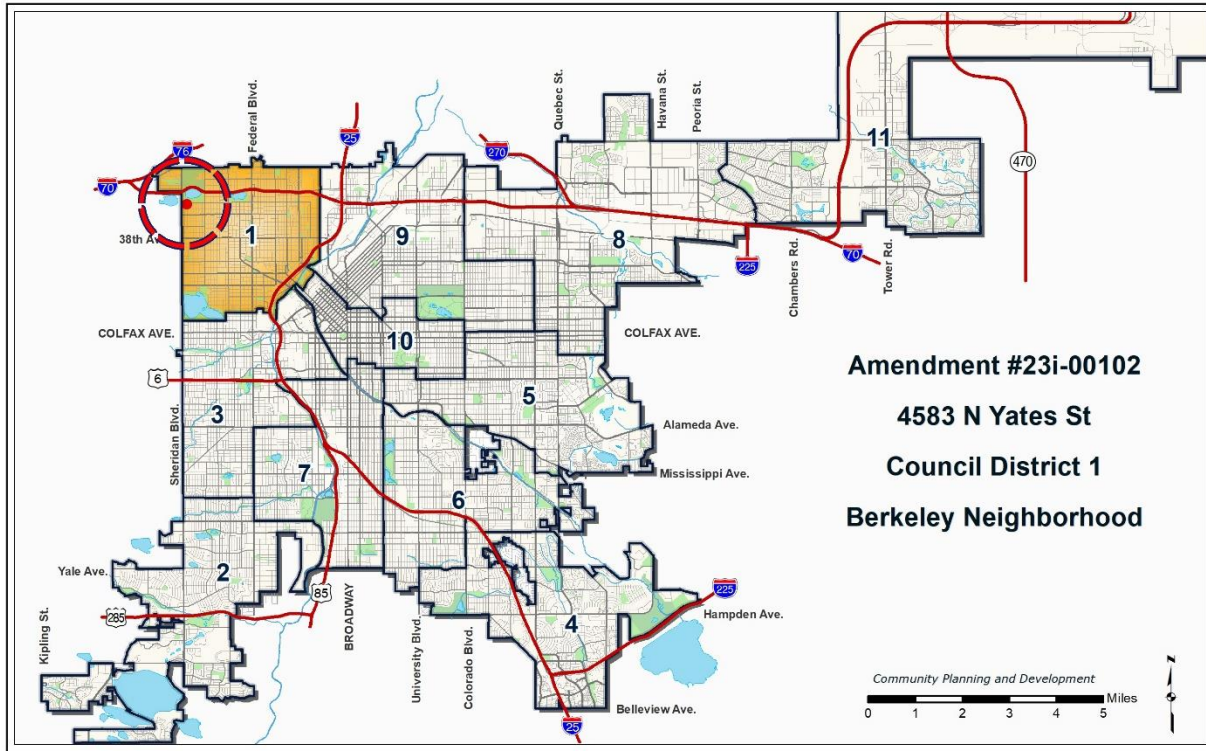 Federal Blvd.
25
Quebec St.
Havana St.
Peoria St.
76
270
11
470
70
38th Av
1
9
8
225
Chambers Rd.
70
Tower Rd.
COLFAX AVE.
10
COLFAX AVE.
6
3
5
Sheridan Blvd.
Alameda Ave.
7
Mississippi Ave.
6
Yale Ave.
2
85
BROADWAY
225
Kipling St.
285
University Blvd.
Colorado Blvd.
4
Hampden Ave.
25
Belleview Ave.
Amendment #23i-00102
4583 N Yates St
Council District 1
Berkeley Neighborhood
Community Planning and Development
Miles
0 1 2 3 4 5
N